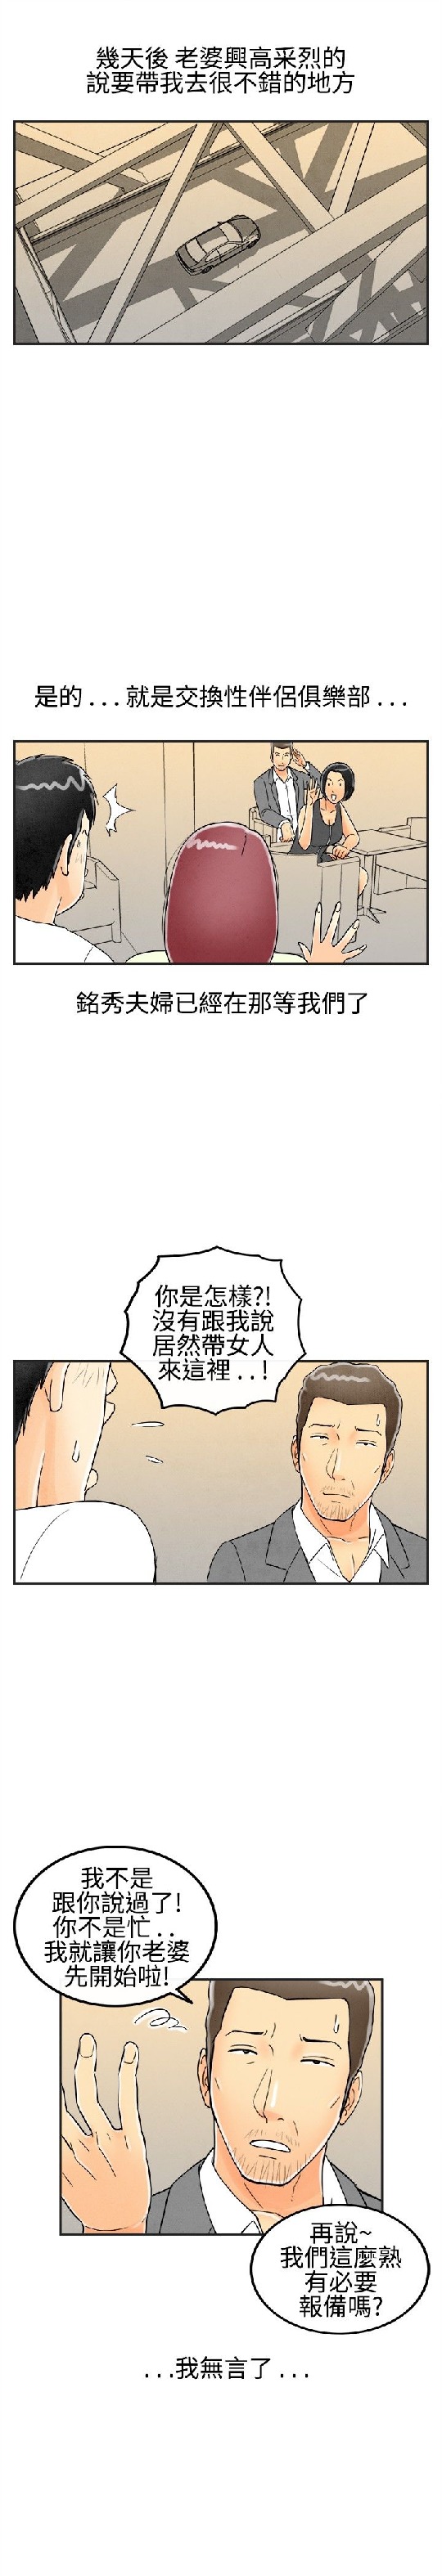 幾天後 老婆興高采烈的
說要帶我去很不錯的地方
是的...就是交換性伴侶俱樂部...
銘秀夫婦已經在那等我們了
你是怎樣?!
沒有跟我說
居然帶女人
來這裡..!
我不是
跟你說過了!
你不是忙..
我就讓你老婆
先開始啦!
再說~
我們這麼熟
有必要
報備嗎?
...我無言了...